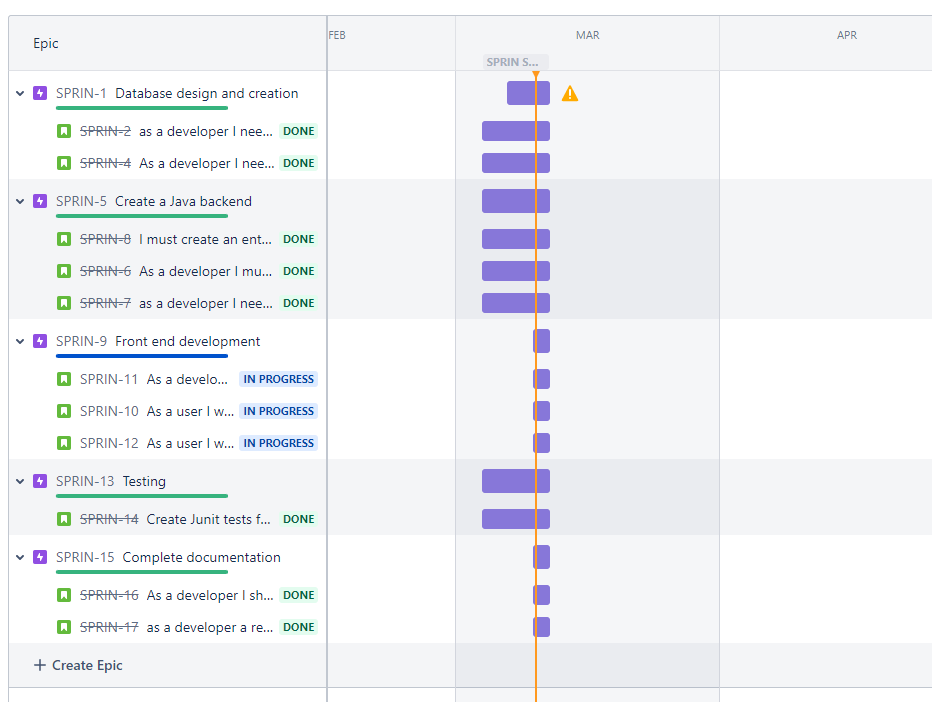 FEB MAR APR
Epic
SPRIN S...
SPRIN-1 Database design and creation
SPRIN-2 as a developer I nee... DONE
SPRIN-4 As a developer I nee... DONE
SPRIN-5 Create a Java backend
SPRIN-8 I must create an ent... DONE
SPRIN-6 As a developer I mu... DONE
SPRIN-7 as a developer I nee... DONE
SPRIN-9 Front end development
SPRIN-11 As a develo... IN PROGRESS
SPRIN-10 As a user I w... IN PROGRESS
SPRIN-12 As a user I w... IN PROGRESS
SPRIN-13 Testing
SPRIN-14 Create Junit tests f... DONE
SPRIN-15 Complete documentation
SPRIN-16 As a developer I sh... DONE
SPRIN-17 as a developer a re... DONE
+ Create Epic